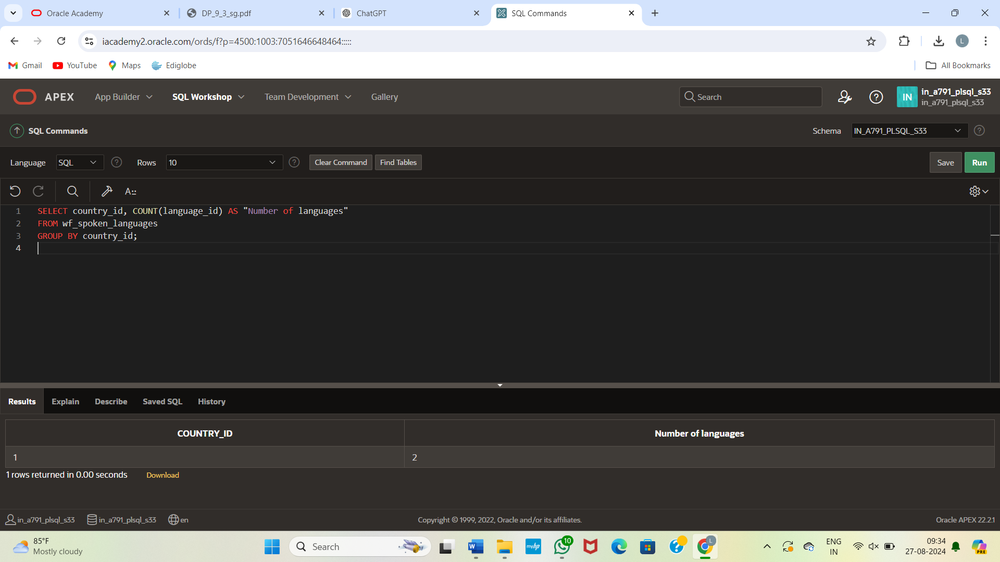 Oracle Academy
DP_9_3_sg.pdf
ChatGPT
SQL Commands
iacademy2.oracle.com/ords/f?p=4500:1003:7051646648464:::::
L
Gmail YouTube Maps Ediglobe All Bookmarks
APEX App Builder SQL Workshop Team Development Gallery Search IN in_a791_plsql_s33
in_a791_plsql_s33
SQL Commands Schema IN_A791_PLSQL_S33
Language SQL Rows 10 Clear Command Find Tables Save Run
A::
1 SELECT country_id, COUNT(language_id) AS "Number of languages"
2 FROM wf_spoken_languages
3 GROUP BY country_id;
4
Results Explain Describe Saved SQL History
COUNTRY_ID Number of languages
1 2
1 rows returned in 0.00 seconds Download
in_a791_plsql_s33 in_a791_plsql_s33 en Copyright © 1999, 2022, Oracle and/or its affiliates. Oracle APEX 22.2.1
85°F
Mostly cloudy
Search
W
myhp
10
L
ENG
IN
09:34
27-08-2024
PRE